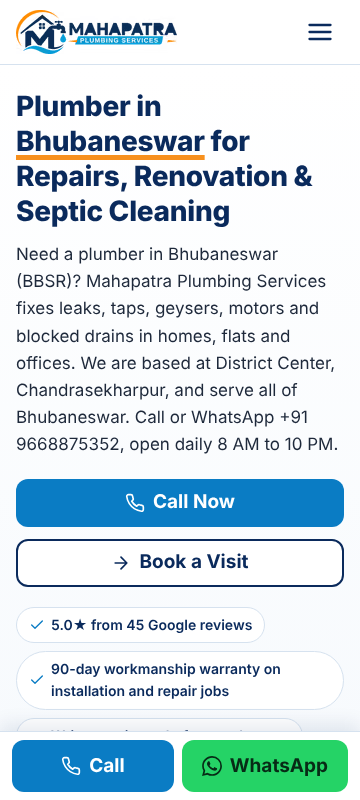 MAHAPATRA
PLUMBING SERVICES
Plumber in
Bhubaneswar for
Repairs, Renovation &
Septic Cleaning
Need a plumber in Bhubaneswar
(BBSR)? Mahapatra Plumbing Services
fixes leaks, taps, geysers, motors and
blocked drains in homes, flats and
offices. We are based at District Center,
Chandrasekharpur, and serve all of
Bhubaneswar. Call or WhatsApp +91
9668875352, open daily 8 AM to 10 PM.
Call Now
Book a Visit
5.0★ from 45 Google reviews
90-day workmanship warranty on
installation and repair jobs
Call
WhatsApp